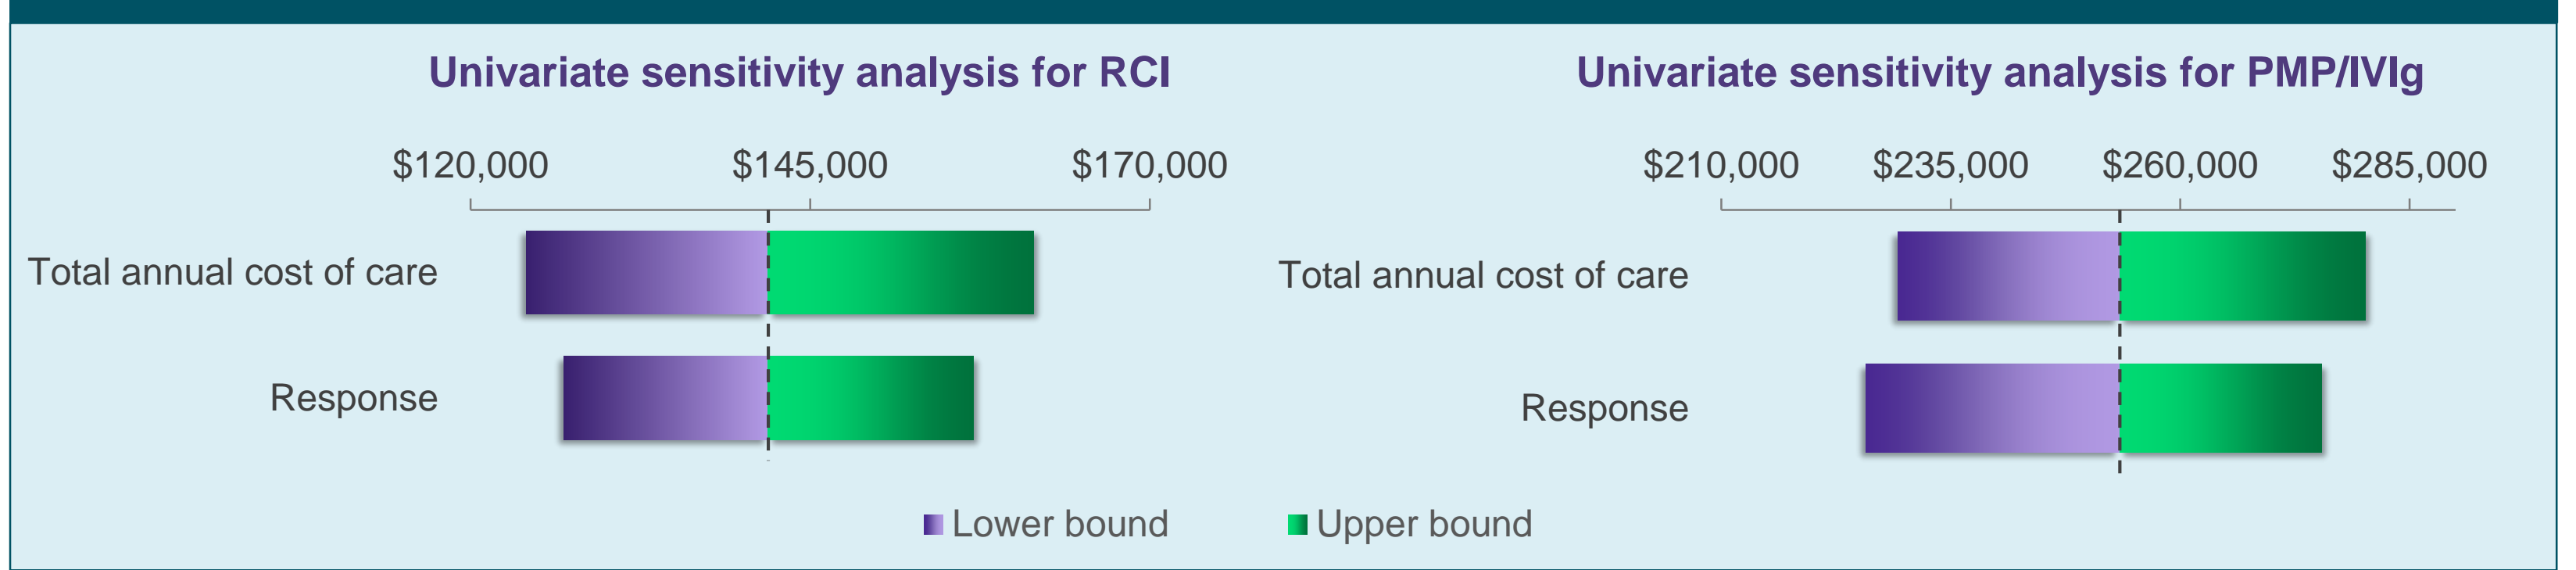 Univariate sensitivity analysis for RCI
$120,000 $145,000 $170,000
Total annual cost of care
Response
Univariate sensitivity analysis for PMP/IVIg
$210,000 $235,000 $260,000 $285,000
Total annual cost of care
Response
Lower bound Upper bound